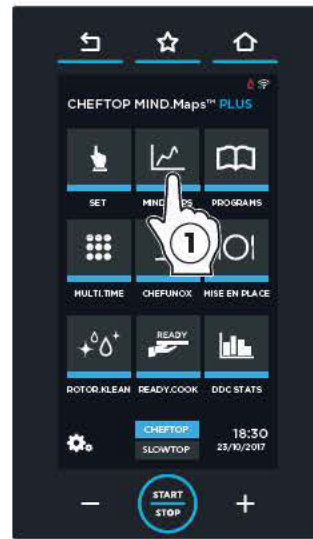 CHEFTOP MIND.Maps™ PLUS
SET
PROGRAMS
1
MULTI.TIME CHEFUNOX MISE EN PLACE
READY
ROTOR.KLEAN READY.COOK DDC STATS
CHEFTOP
18:30
SLOWTOP
23/10/2017
START
STOP